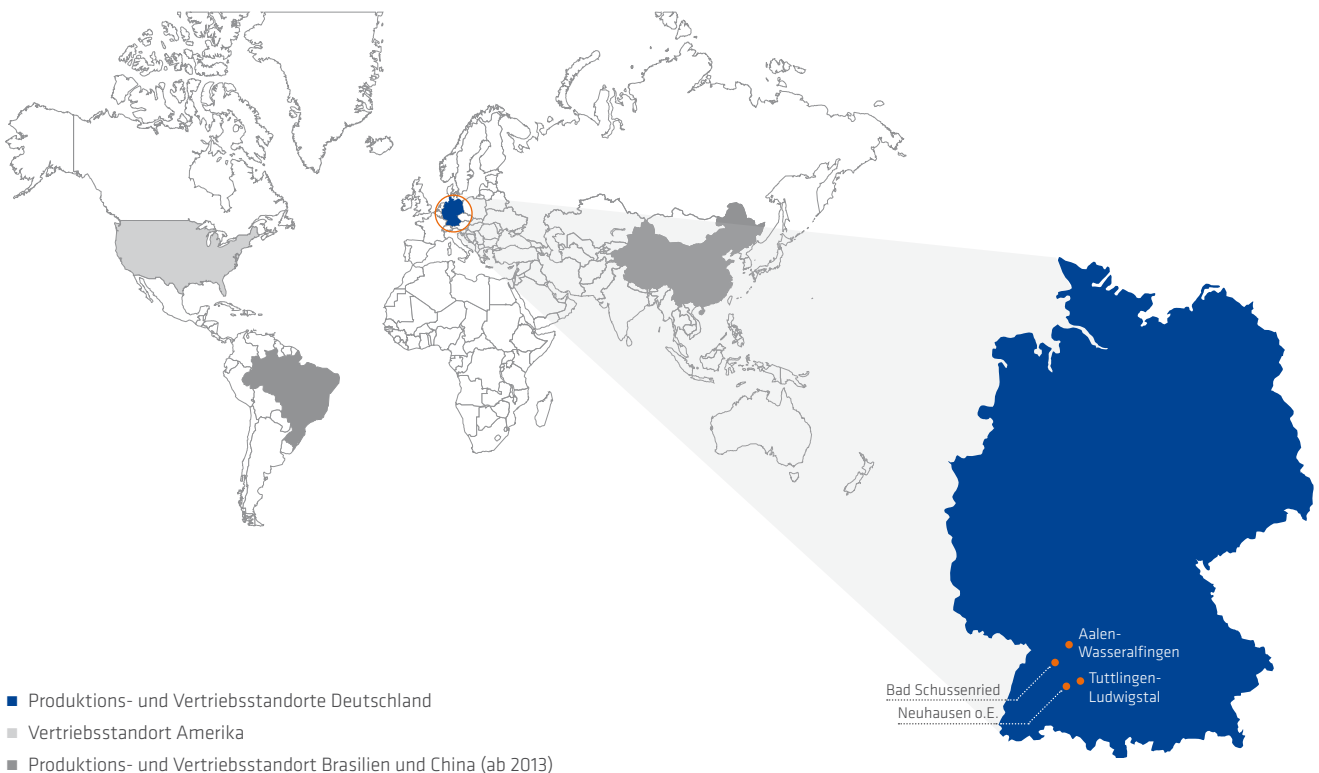 Aalen-
Wasseralfingen
Bad Schussenried
Tuttlingen-
Ludwigstal
Neuhausen o.E.
Produktions- und Vertriebsstandorte Deutschland
Vertriebsstandort Amerika
Produktions- und Vertriebsstandort Brasilien und China (ab 2013)